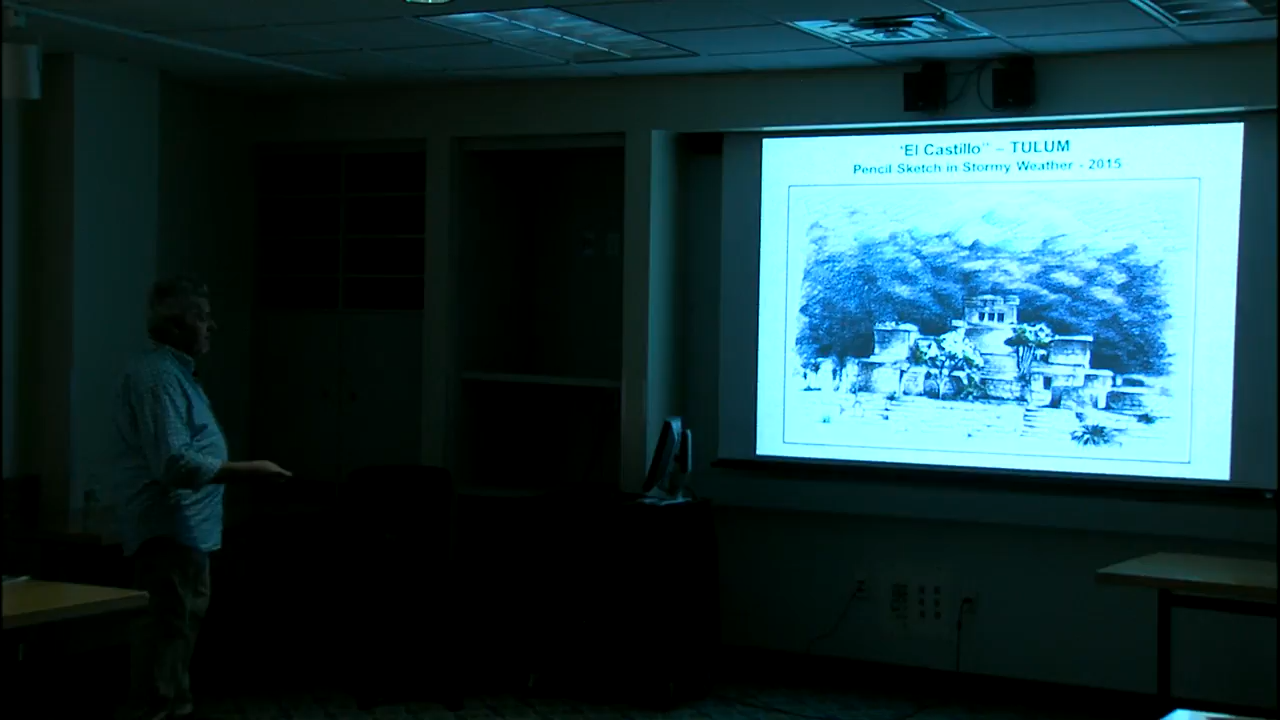 "El Castillo" – TULUM
Pencil Sketch in Stormy Weather - 2015